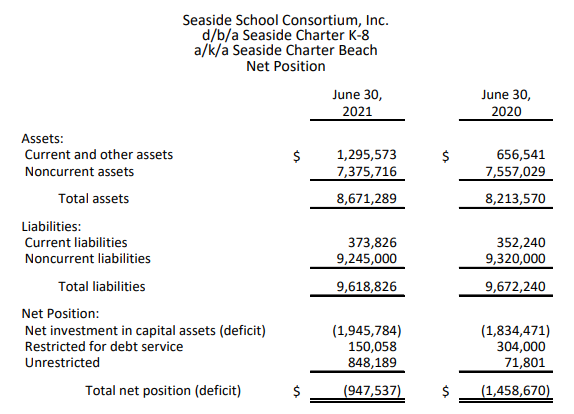 Seaside School Consortium, Inc.
d/b/a Seaside Charter K-8
a/k/a Seaside Charter Beach
Net Position
June 30, June 30,
2021 2020
Assets:
Current and other assets $ 1,295,573 $ 656,541
Noncurrent assets 7,375,716 7,557,029
Total assets 8,671,289 8,213,570
Liabilities:
Current liabilities 373,826 352,240
Noncurrent liabilities 9,245,000 9,320,000
Total liabilities 9,618,826 9,672,240
Net Position:
Net investment in capital assets (deficit) (1,945,784) (1,834,471)
Restricted for debt service 150,058 304,000
Unrestricted 848,189 71,801
Total net position (deficit) $ (947,537) $ (1,458,670)